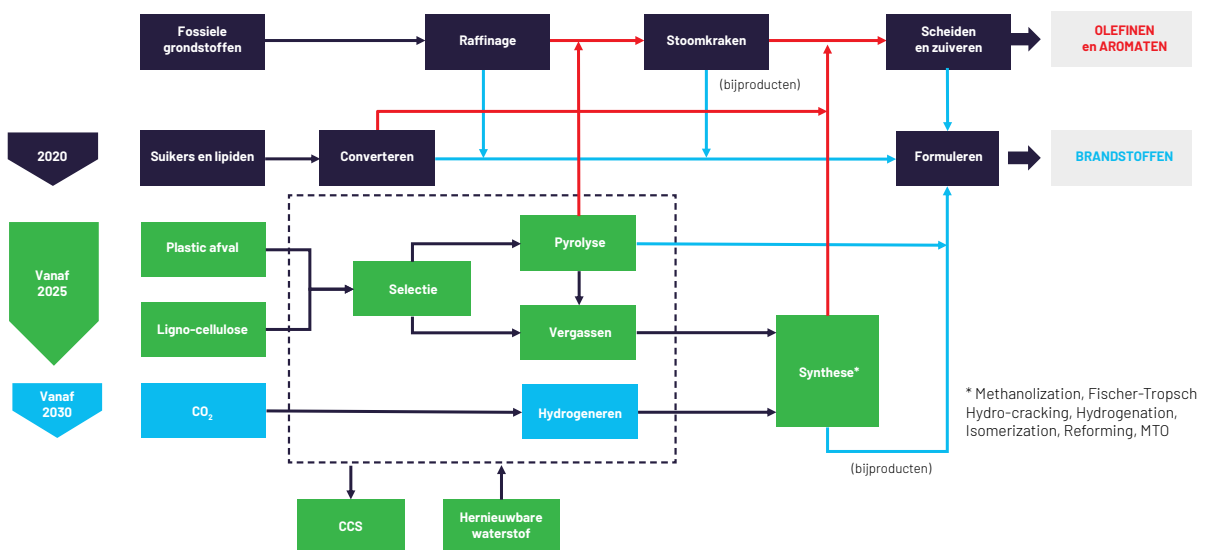 Fossiele
grondstoffen
Raffinage
Stoomkraken
Scheiden
en zuiveren
OLEFINEN
en AROMATEN
(bijproducten)
2020
Suikers en lipiden
Converteren
Formuleren
BRANDSTOFFEN
Vanaf
2025
Plastic afval
Pyrolyse
Selectie
Ligno-cellulose
Vergassen
Synthese*
Vanaf
2030
CO₂
Hydrogeneren
* Methanolization, Fischer-Tropsch
Hydro-cracking, Hydrogenation,
Isomerization, Reforming, MTO
(bijproducten)
CCS
Hernieuwbare
waterstof